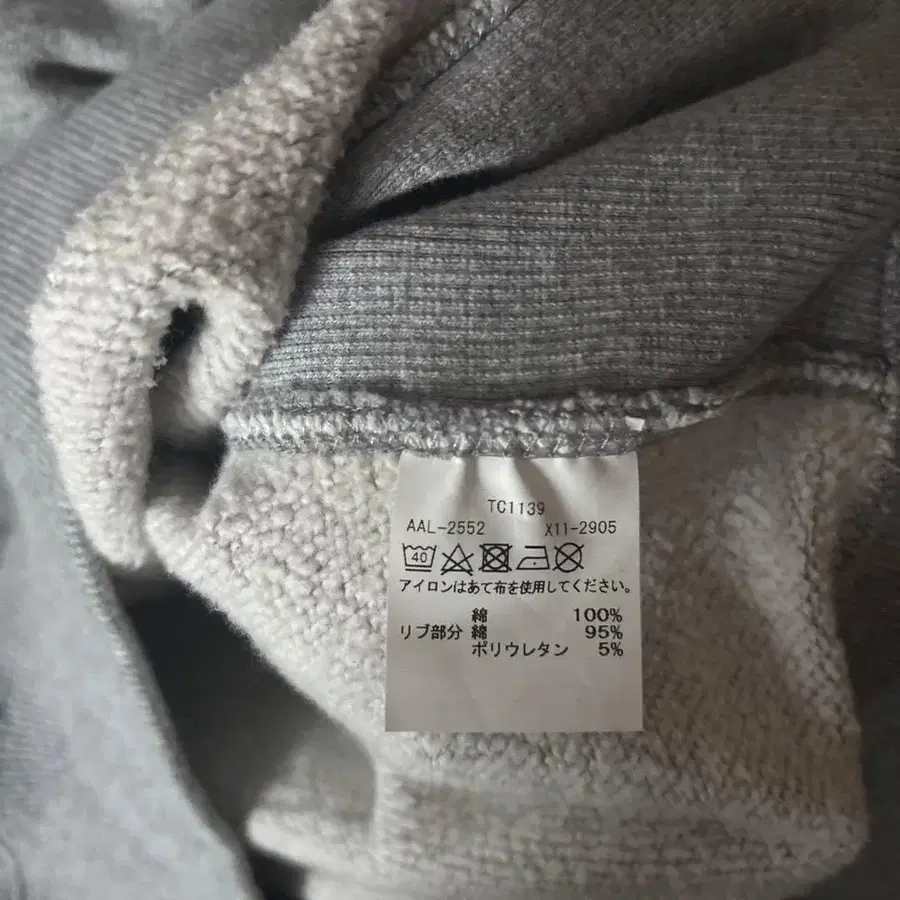 TC1139
AAL-2552 X11-2905
40
アイロンはあて布を使用してください。
綿 100%
リブ部分 綿 95%
ポリウレタン 5%